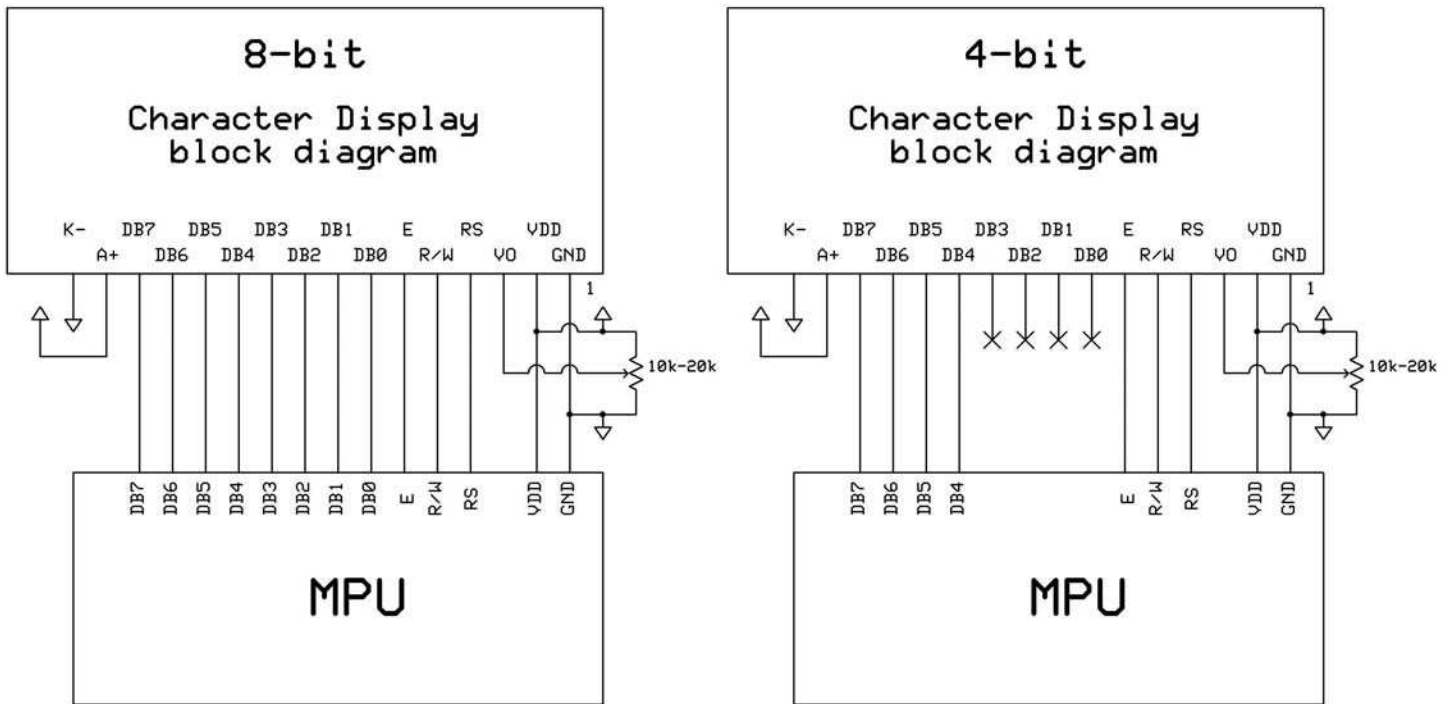 8-bit
Character Display
block diagram
K- DB7 DB5 DB3 DB1 E RS VDD
A+ DB6 DB4 DB2 DB0 R/W VO GND
1
10k-20k
DB7 DB6 DB5 DB4 DB3 DB2 DB1 DB0 E R/W RS VDD GND
MPU
4-bit
Character Display
block diagram
K- DB7 DB5 DB3 DB1 E RS VDD
A+ DB6 DB4 DB2 DB0 R/W VO GND
1
10k-20k
DB7 DB6 DB5 DB4 E R/W RS VDD GND
MPU